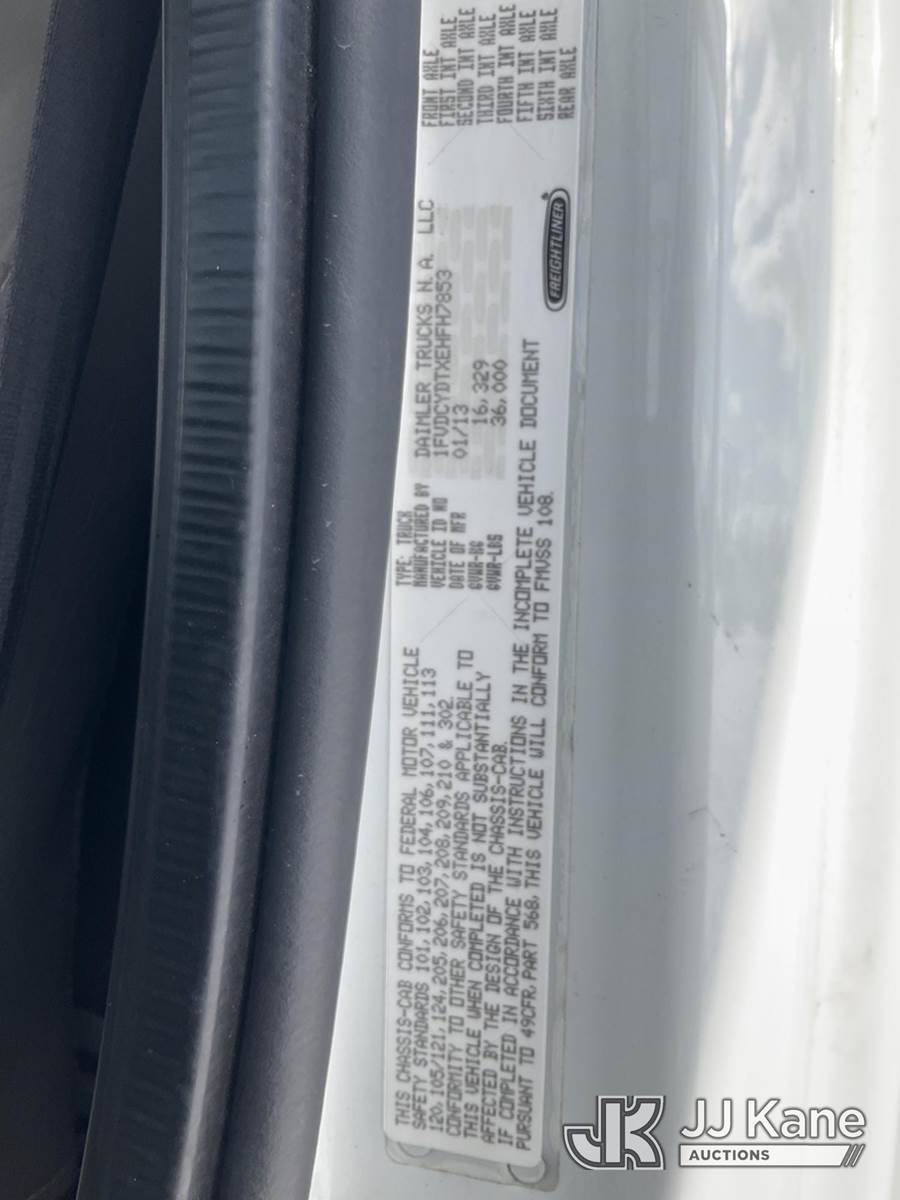 THIS CHASSIS-CAB CONFORMS TO FEDERAL MOTOR VEHICLE
SAFETY STANDARDS 101, 102, 103, 104, 106, 107, 111, 113
120, 105/121, 124, 205, 206, 207, 208, 209, 210 & 302.
CONFORMITY TO OTHER SAFETY STANDARDS APPLICABLE TO
THIS VEHICLE WHEN COMPLETED IS NOT SUBSTANTIALLY
AFFECTED BY THE DESIGN OF THE CHASSIS-CAB.
IF COMPLETED IN ACCORDANCE WITH INSTRUCTIONS IN THE INCOMPLETE VEHICLE DOCUMENT
PURSUANT TO 49CFR, PART 568, THIS VEHICLE WILL CONFORM TO FMVSS 108.
TYPE: TRUCK
MANUFACTURED BY DAIMLER TRUCKS N.A. LLC
VEHICLE ID NO 1FVDCYDTXEHFH7853
DATE OF MFR 01/13
GVWR-KG 16,329
GVWR-LBS 36,000
FREIGHTLINER
FRONT AXLE
FIRST INT AXLE
SECOND INT AXLE
THIRD INT AXLE
FOURTH INT AXLE
FIFTH INT AXLE
SIXTH INT AXLE
REAR AXLE
JK JJ Kane
AUCTIONS